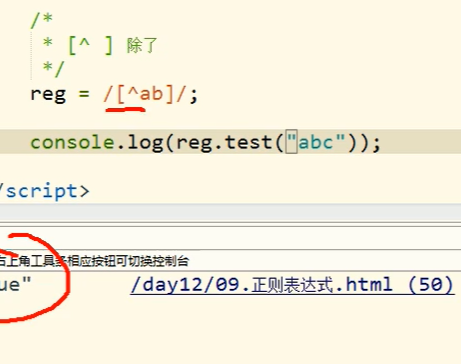 /*
* [^ ] 除了
*/
reg = /[^ab]/;
console.log(reg.test("abc"));
/script>
右上角工具条相应按钮可切换控制台
ue" /day12/09.正则表达式.html (50)